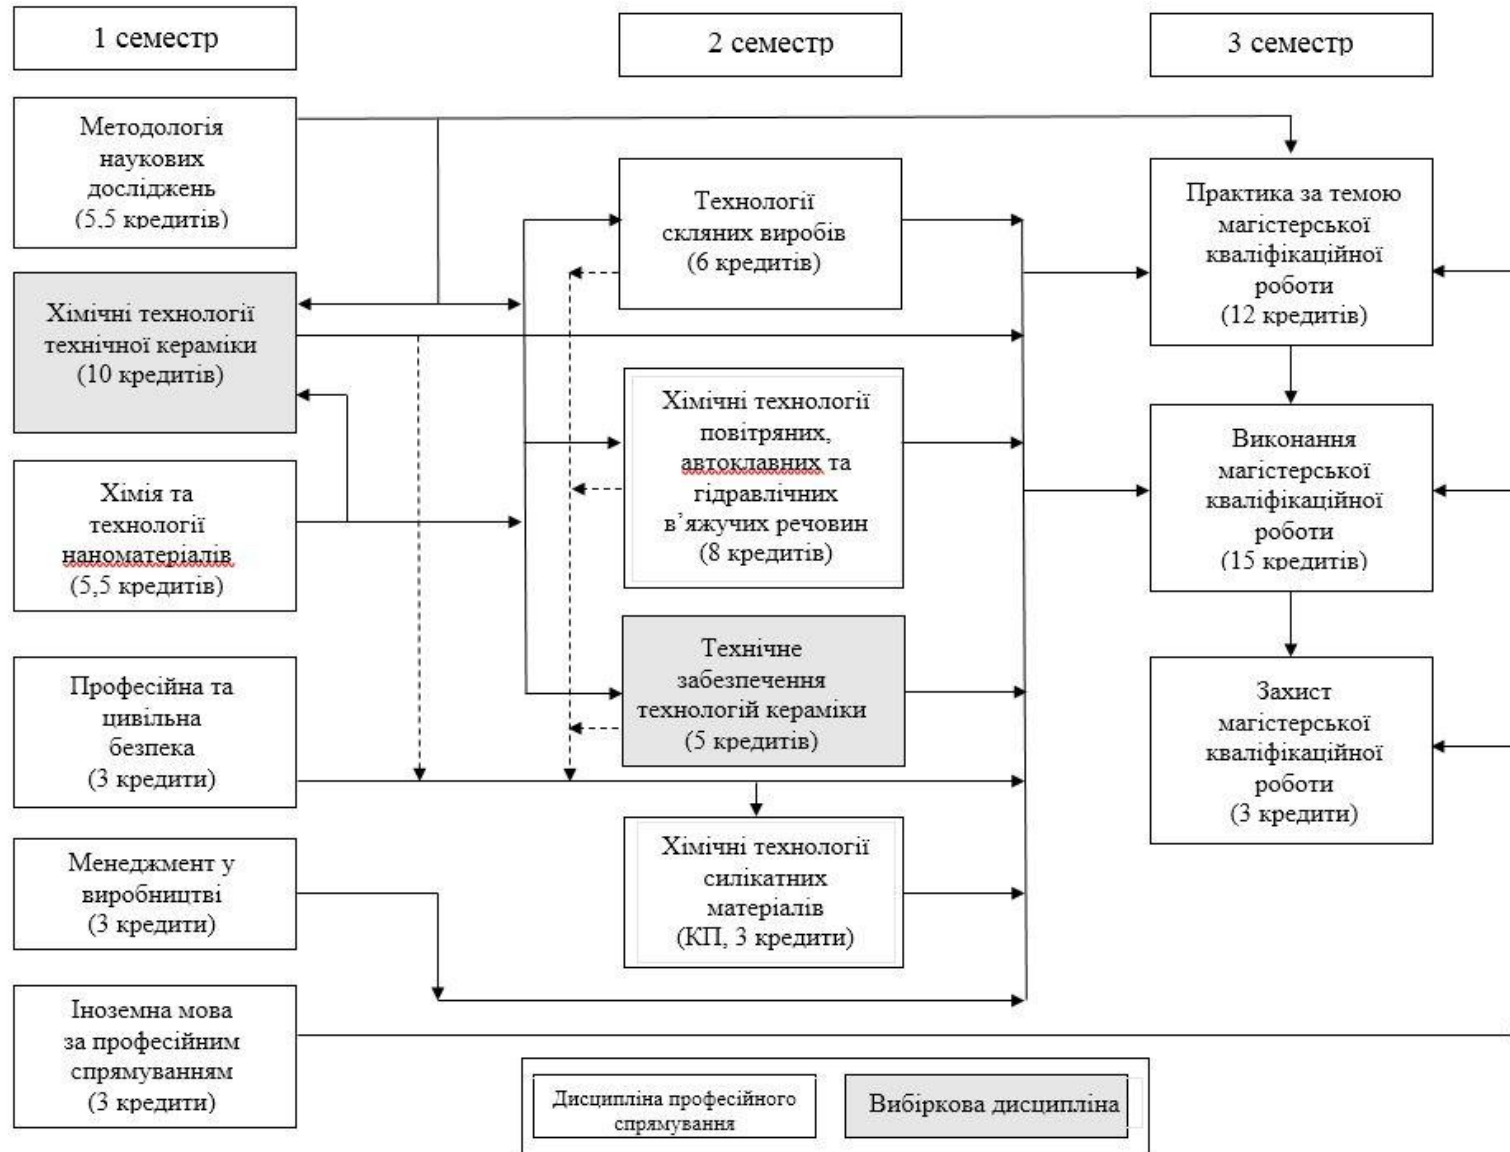 1 семестр
Методологія
наукових
досліджень
(5,5 кредитів)
Хімічні технології
технічної кераміки
(10 кредитів)
Хімія та
технології
наноматеріалів
(5,5 кредитів)
Професійна та
цивільна
безпека
(3 кредити)
Менеджмент у
виробництві
(3 кредити)
Іноземна мова
за професійним
спрямуванням
(3 кредити)
2 семестр
Технології
скляних виробів
(6 кредитів)
Хімічні технології
повітряних,
автоклавних та
гідравлічних
в’яжучих речовин
(8 кредитів)
Технічне
забезпечення
технологій кераміки
(5 кредитів)
Хімічні технології
силікатних
матеріалів
(КП, 3 кредити)
3 семестр
Практика за темою
магістерської
кваліфікаційної
роботи
(12 кредитів)
Виконання
магістерської
кваліфікаційної
роботи
(15 кредитів)
Захист
магістерської
кваліфікаційної
роботи
(3 кредити)
Дисципліна професійного
спрямування
Вибіркова дисципліна